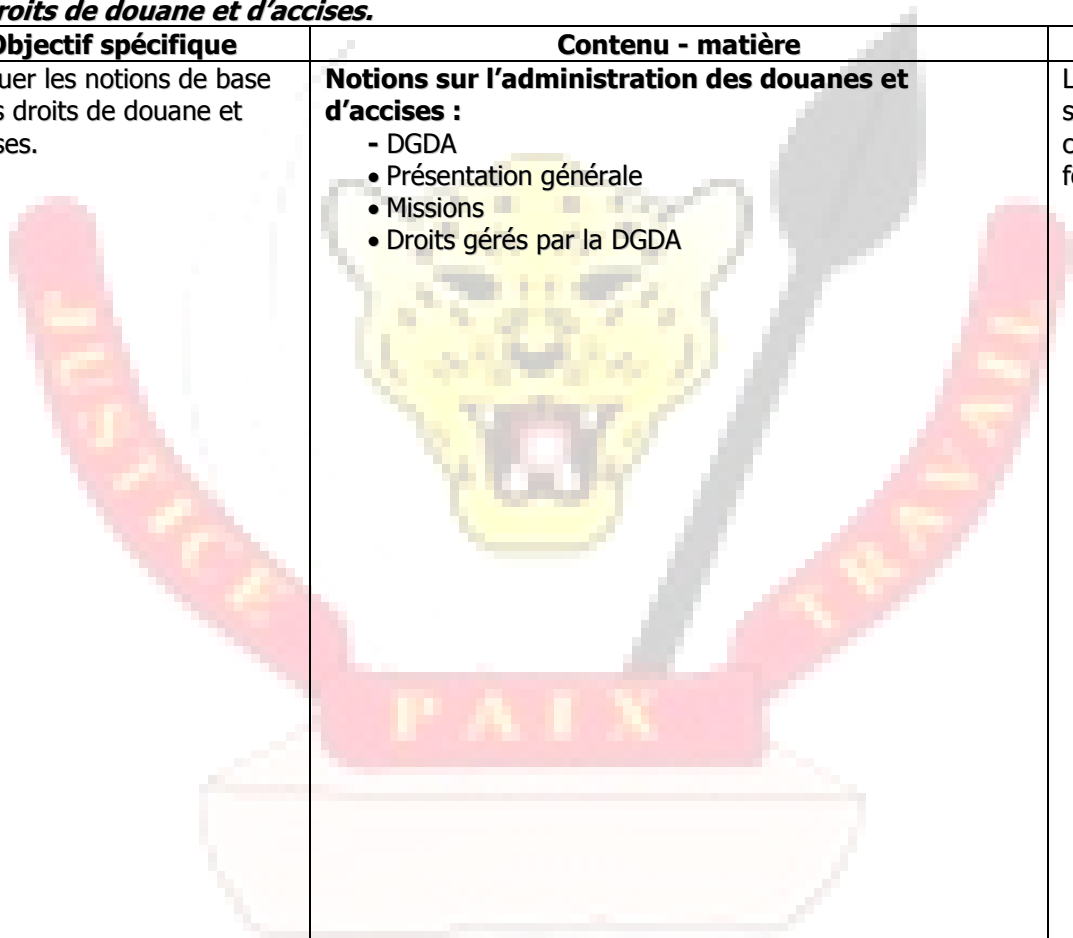 roits de douane et d’accises.
Objectif spécifique
Contenu - matière
uer les notions de base
s droits de douane et
ses.
Notions sur l’administration des douanes et
d’accises :
- DGDA
• Présentation générale
• Missions
• Droits gérés par la DGDA
JUSTICE
PAIX
TRAVAIL